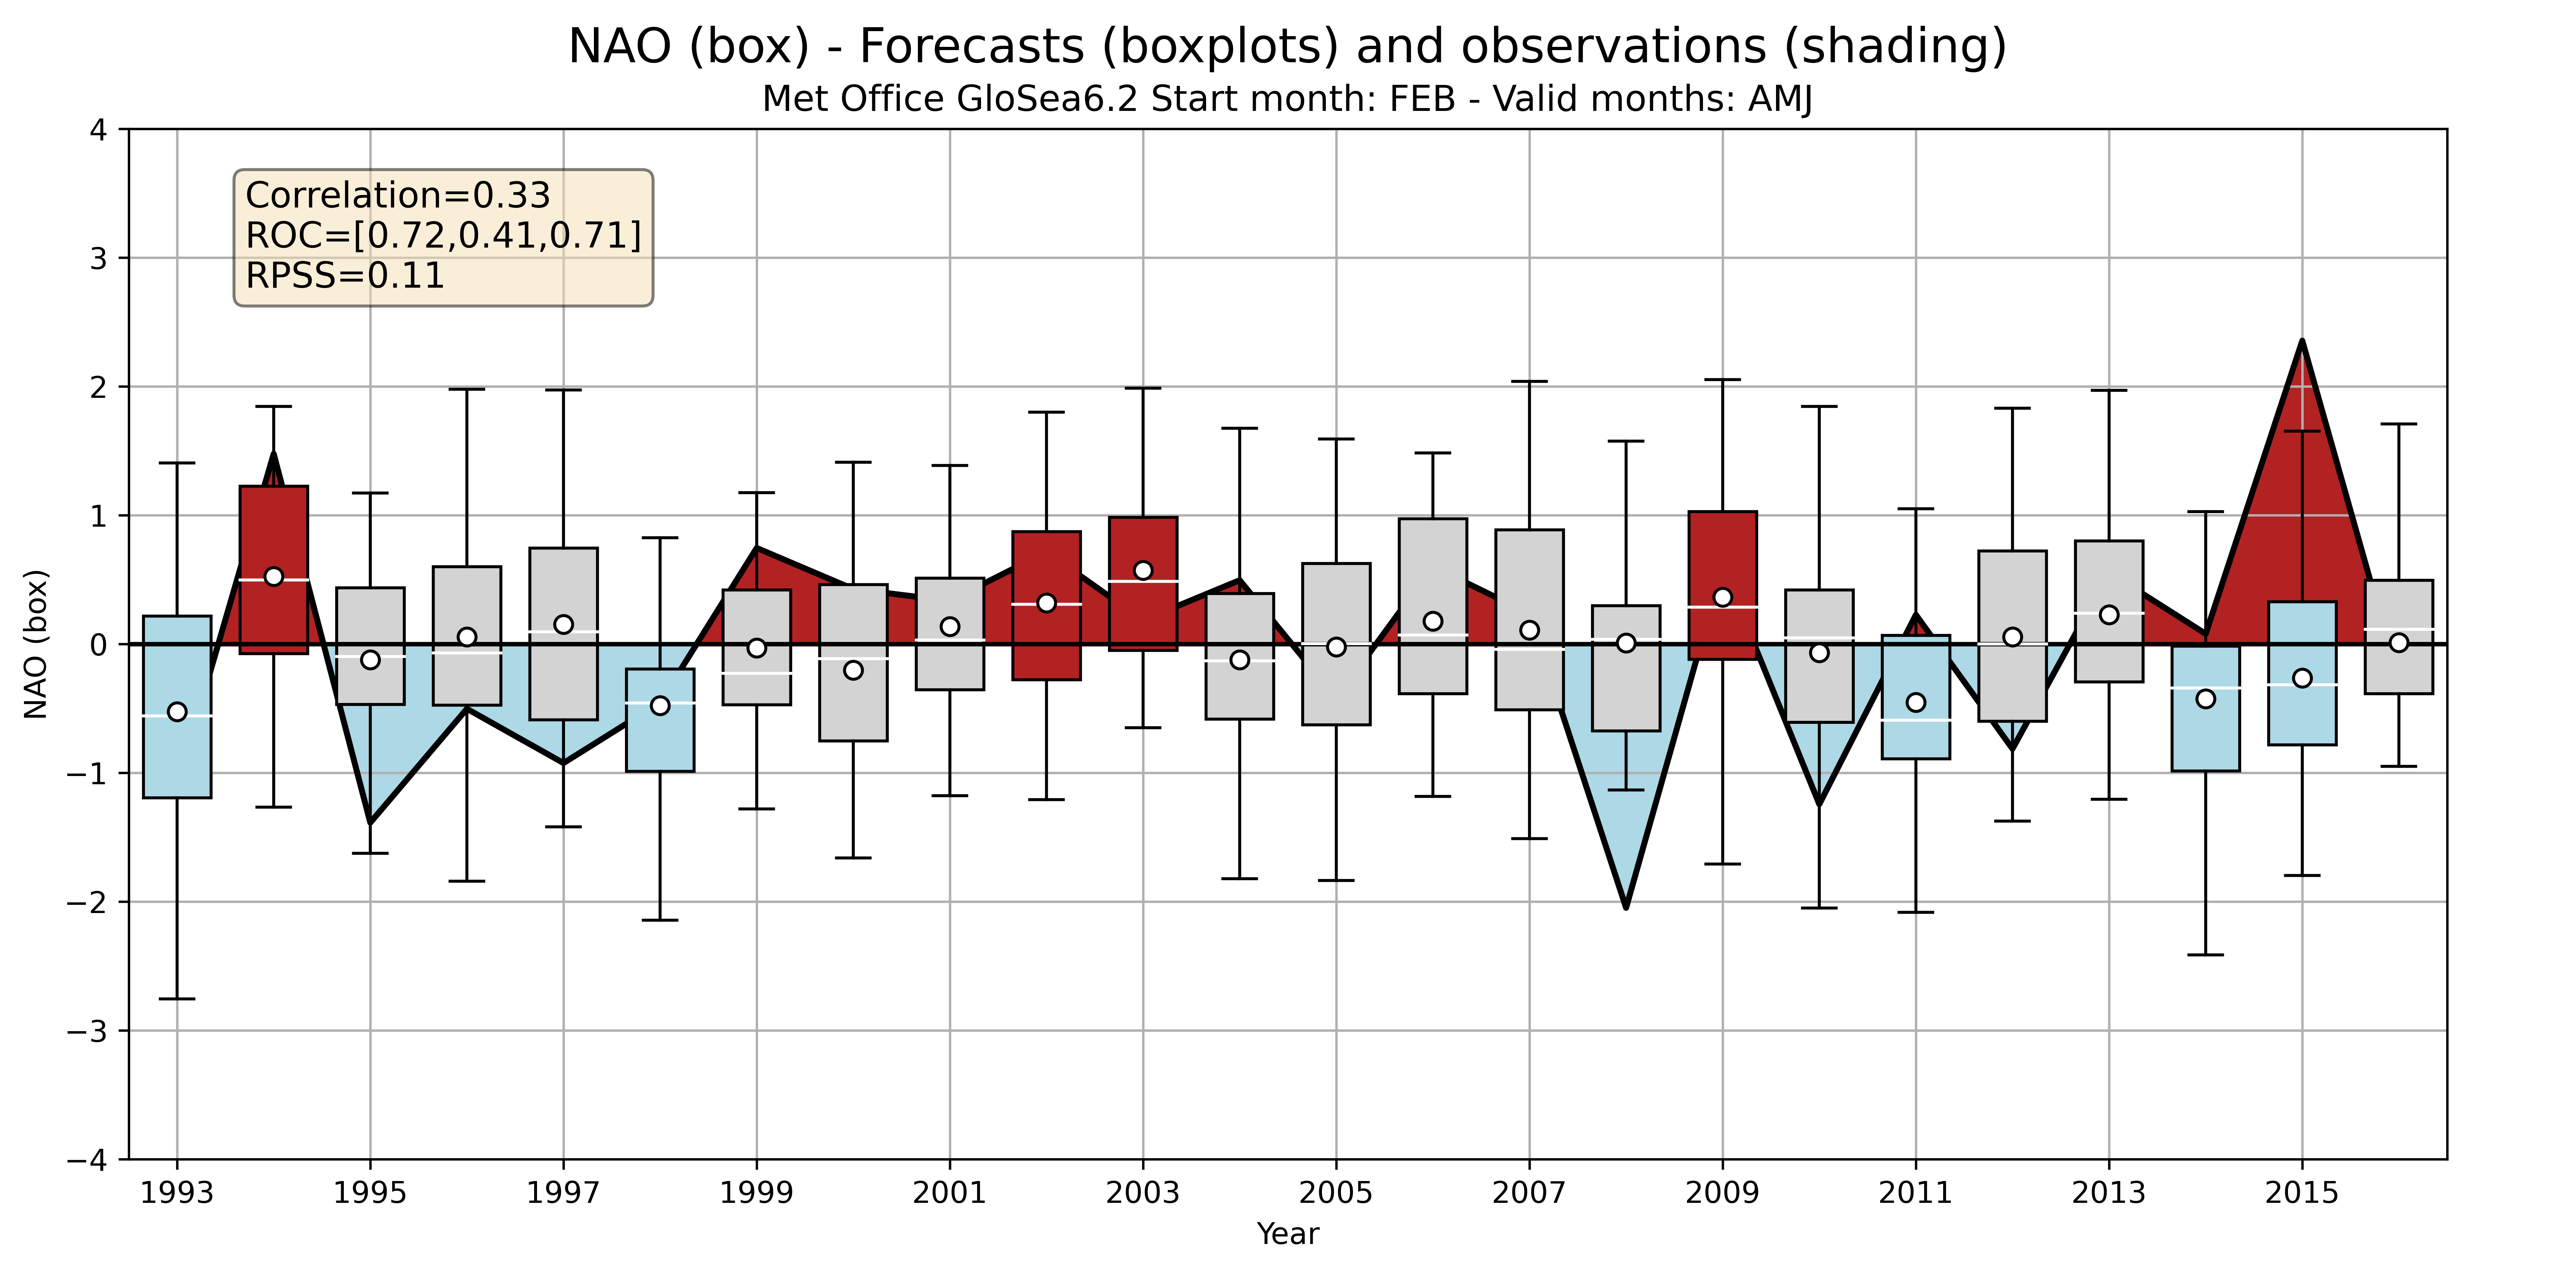 NAO (box) - Forecasts (boxplots) and observations (shading)
Met Office GloSea6.2 Start month: FEB - Valid months: AMJ
Correlation=0.33
ROC=[0.72,0.41,0.71]
RPSS=0.11
NAO (box)
4
3
2
1
0
−1
−2
−3
−4
1993 1995 1997 1999 2001 2003 2005 2007 2009 2011 2013 2015
Year